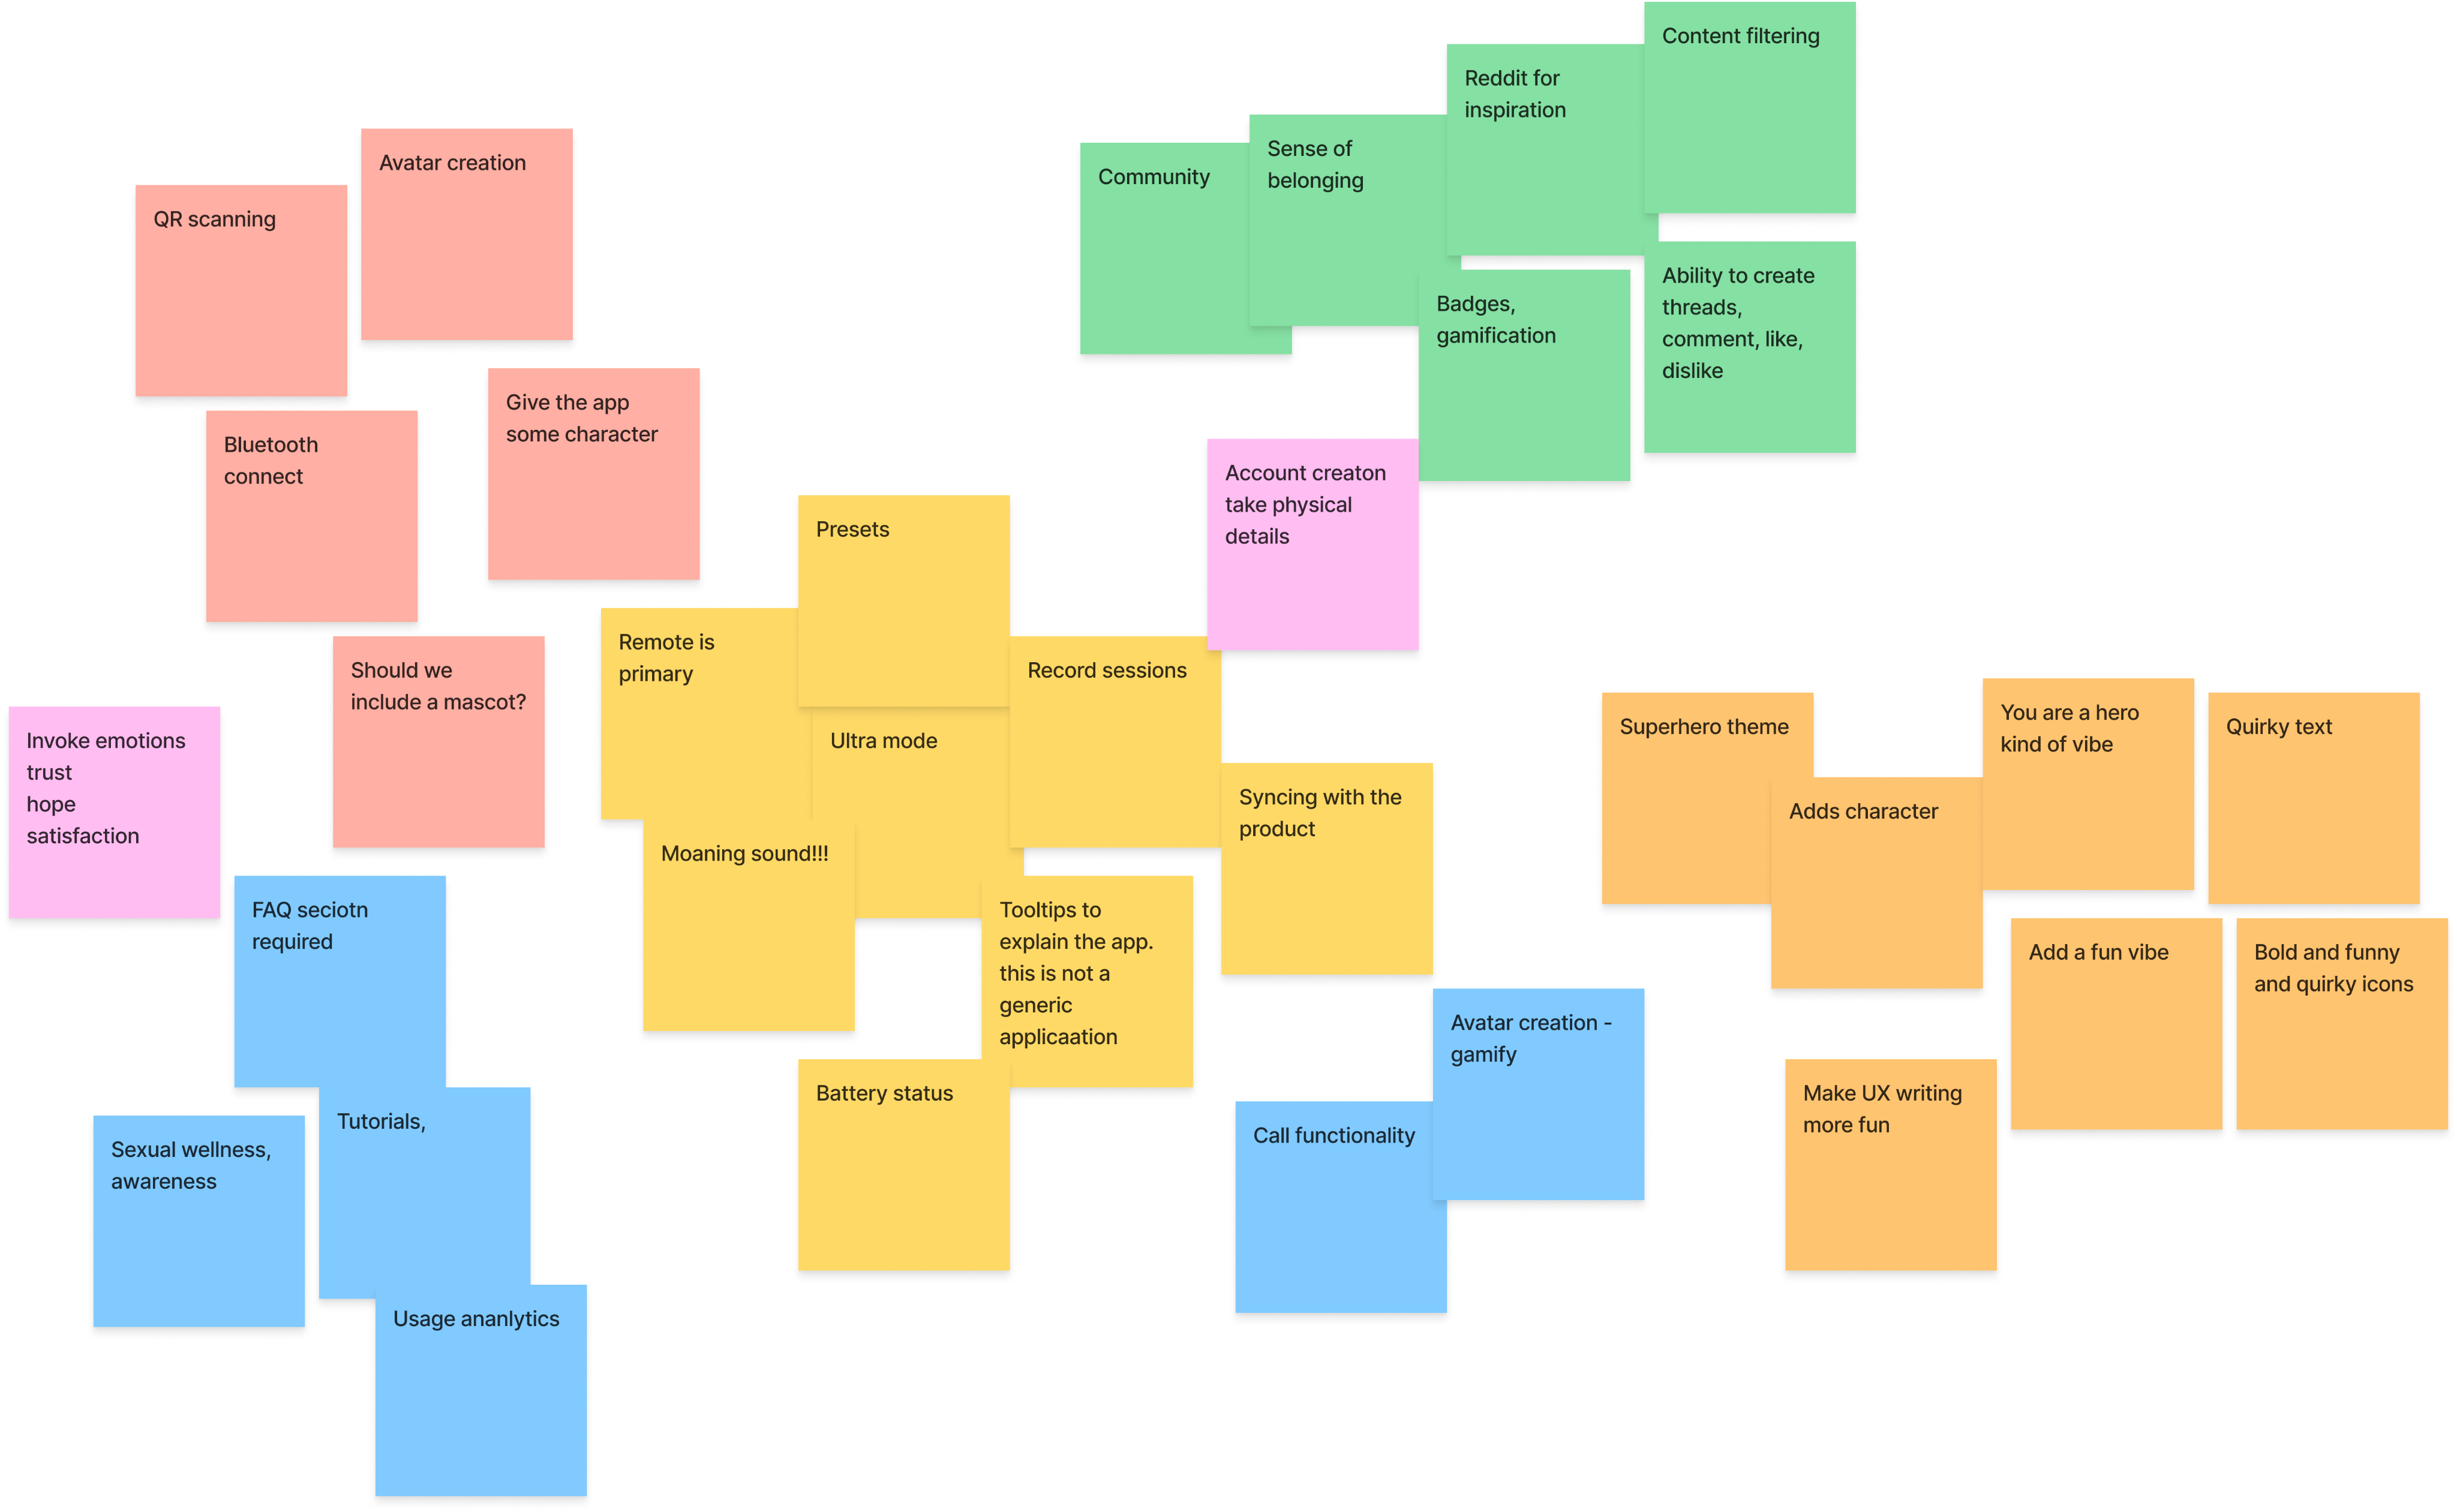 Content filtering
Reddit for
inspiration
Sense of
belonging
Community
Ability to create
threads,
comment, like,
dislike
Badges,
gamification
Avatar creation
QR scanning
Give the app
some character
Bluetooth
connect
Should we
include a mascot?
Account creaton
take physical
details
Presets
Remote is
primary
Record sessions
Ultra mode
Syncing with the
product
Moaning sound!!!
Tooltips to
explain the app.
this is not a
generic
applicaation
Battery status
Invoke emotions
trust
hope
satisfaction
FAQ seciotn
required
Tutorials,
Sexual wellness,
awareness
Usage ananlytics
Avatar creation -
gamify
Call functionality
Superhero theme
You are a hero
kind of vibe
Quirky text
Adds character
Add a fun vibe
Bold and funny
and quirky icons
Make UX writing
more fun